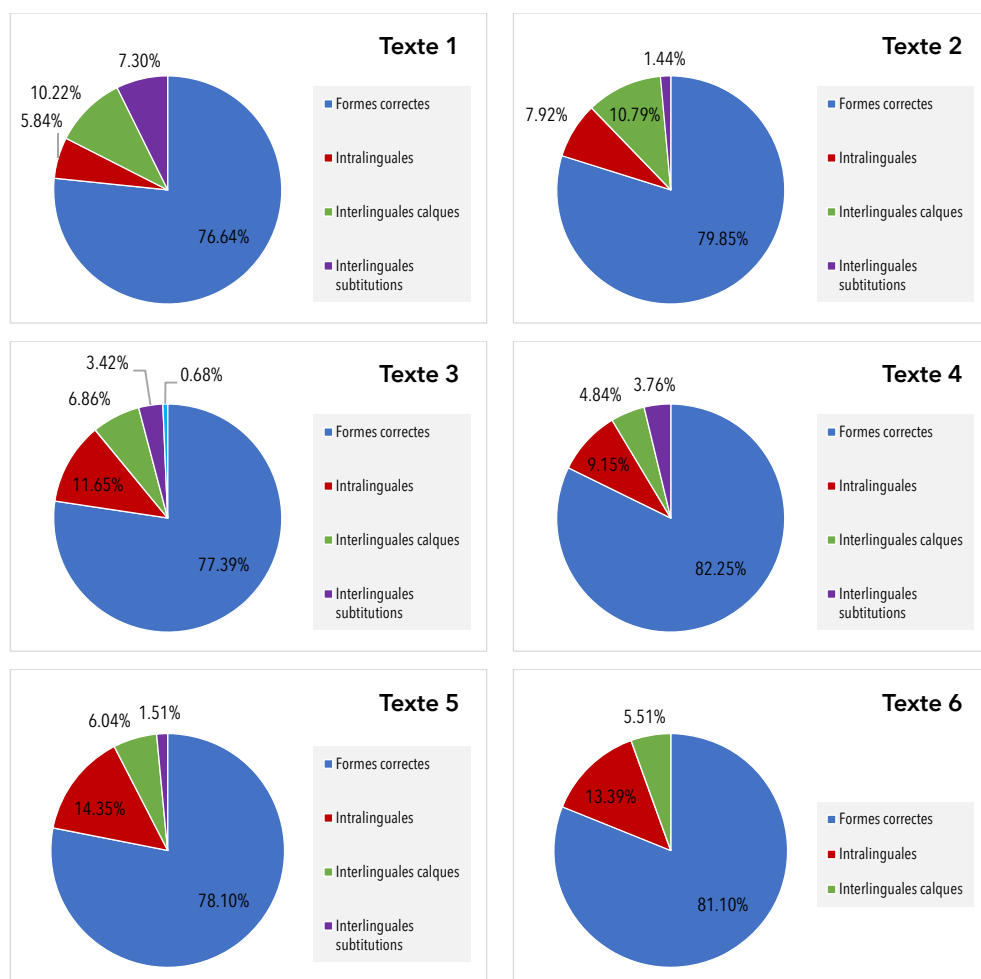 Texte 1
7.30%
10.22%
5.84%
76.64%
Formes correctes
Intralinguales
Interlinguales calques
Interlinguales
subtitutions
Texte 2
1.44%
7.92%
10.79%
79.85%
Formes correctes
Intralinguales
Interlinguales calques
Interlinguales
subtitutions
Texte 3
3.42%
0.68%
6.86%
11.65%
77.39%
Formes correctes
Intralinguales
Interlinguales calques
Interlinguales
subtitutions
Texte 4
3.76%
4.84%
9.15%
82.25%
Formes correctes
Intralinguales
Interlinguales calques
Interlinguales
subtitutions
Texte 5
1.51%
6.04%
14.35%
78.10%
Formes correctes
Intralinguales
Interlinguales calques
Interlinguales
subtitutions
Texte 6
5.51%
13.39%
81.10%
Formes correctes
Intralinguales
Interlinguales calques